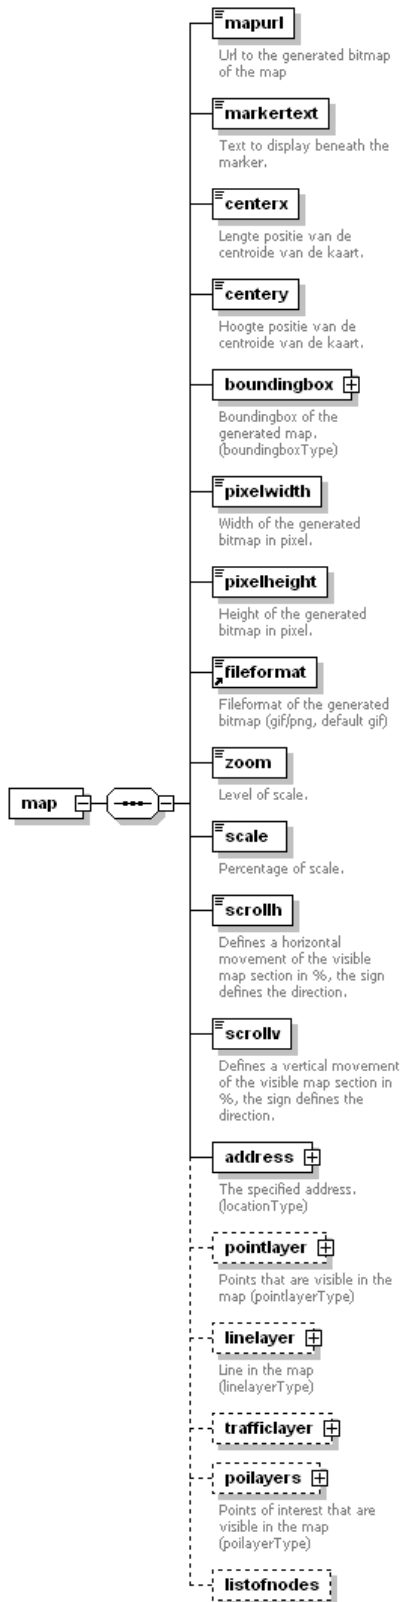 mapurl
Url to the generated bitmap
of the map
markertext
Text to display beneath the
marker.
centerx
Lengte positie van de
centroide van de kaart.
centery
Hoogte positie van de
centroide van de kaart.
boundingbox
Boundingbox of the
generated map.
(boundingboxType)
pixelwidth
Width of the generated
bitmap in pixel.
pixelheight
Height of the generated
bitmap in pixel.
fileformat
Fileformat of the generated
bitmap (gif/png, default gif)
zoom
Level of scale.
map
scale
Percentage of scale.
scrollh
Defines a horizontal
movement of the visible
map section in %, the sign
defines the direction.
scrollv
Defines a vertical movement
of the visible map section in
%, the sign defines the
direction.
address
The specified address.
(locationType)
pointlayer
Points that are visible in the
map (pointlayerType)
linelayer
Line in the map
(linelayerType)
trafficlayer
poilayers
Points of interest that are
visible in the map
(poilayerType)
listofnodes